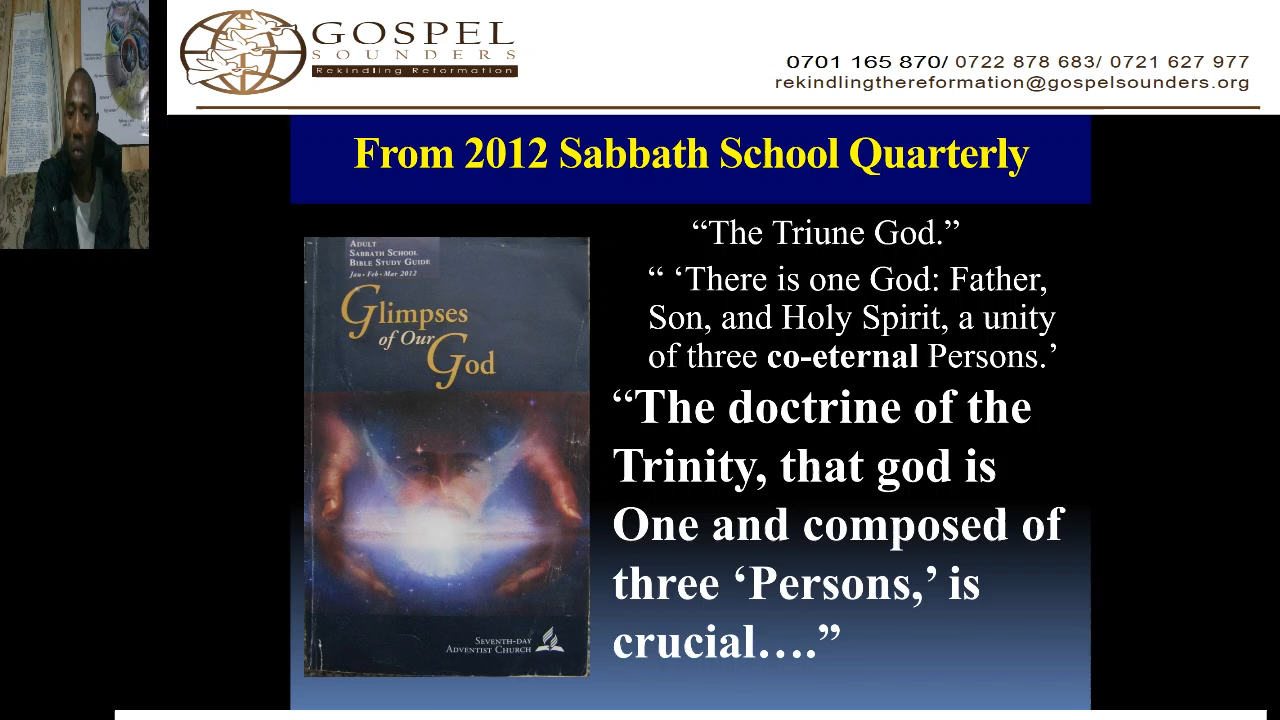 GOSPEL
SOUNDERS
Rekindling Reformation
0701 165 870/ 0722 878 683/ 0721 627 977
rekindlingthereformation@gospelsounders.org
From 2012 Sabbath School Quarterly
ADULT
SABBATH SCHOOL
BIBLE STUDY GUIDE
Jan • Feb • Mar 2012
Glimpses
of Our
God
SEVENTH-DAY
ADVENTIST CHURCH
“The Triune God.”
“ ‘There is one God: Father,
Son, and Holy Spirit, a unity
of three co-eternal Persons.’
“The doctrine of the
Trinity, that god is
One and composed of
three ‘Persons,’ is
crucial….”